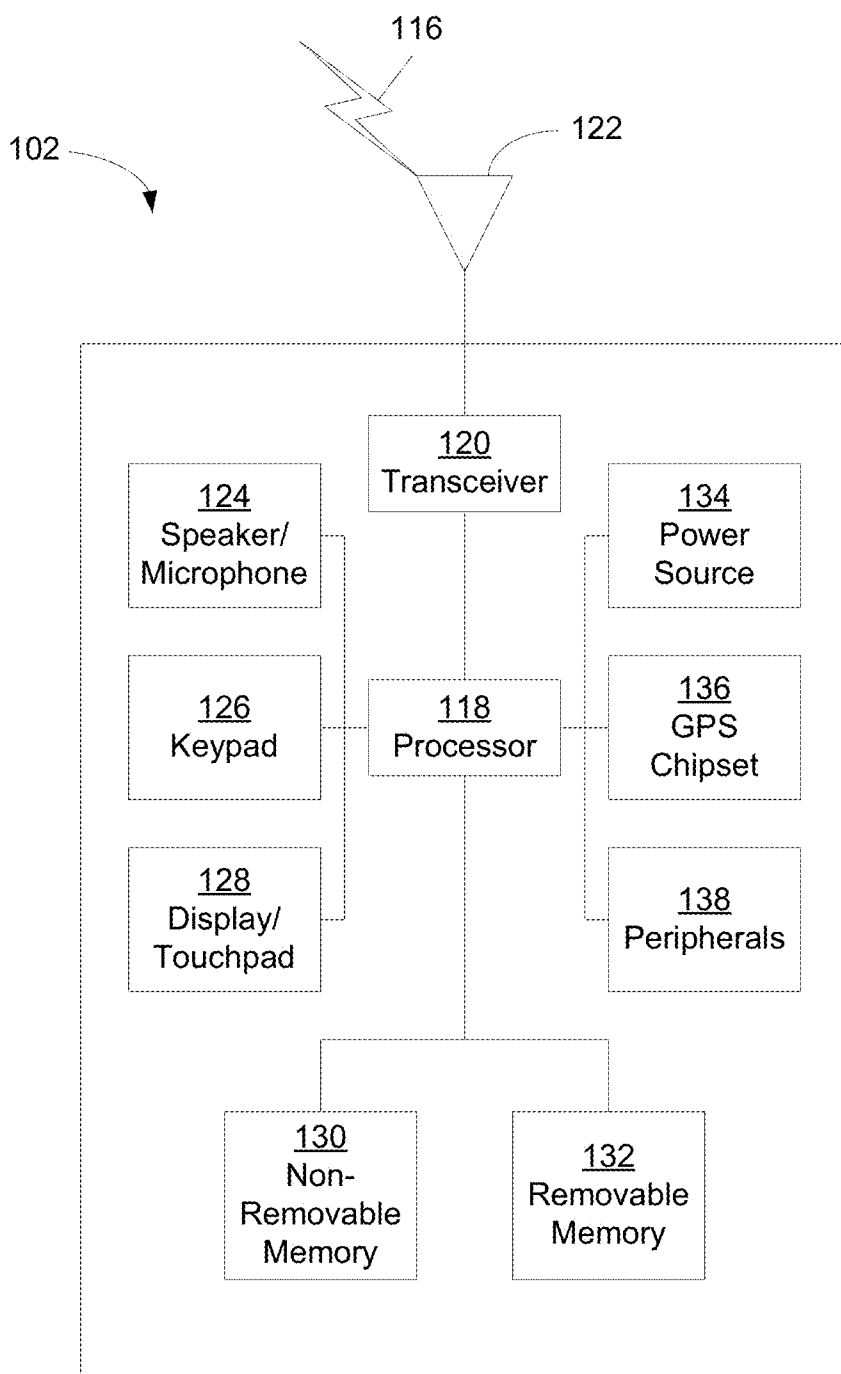 116
122
102
120
Transceiver
124
Speaker/
Microphone
134
Power
Source
126
Keypad
118
Processor
136
GPS
Chipset
128
Display/
Touchpad
138
Peripherals
130
Non-
Removable
Memory
132
Removable
Memory